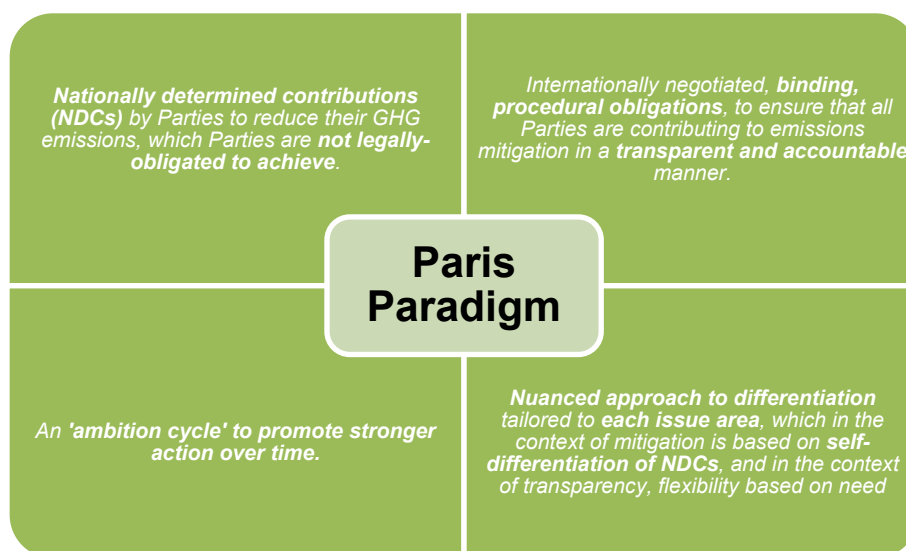 Nationally determined contributions
(NDCs) by Parties to reduce their GHG
emissions, which Parties are not legally-
obligated to achieve.
Internationally negotiated, binding,
procedural obligations, to ensure that all
Parties are contributing to emissions
mitigation in a transparent and accountable
manner.
Paris
Paradigm
An 'ambition cycle' to promote stronger
action over time.
Nuanced approach to differentiation
tailored to each issue area, which in the
context of mitigation is based on self-
differentiation of NDCs, and in the context
of transparency, flexibility based on need